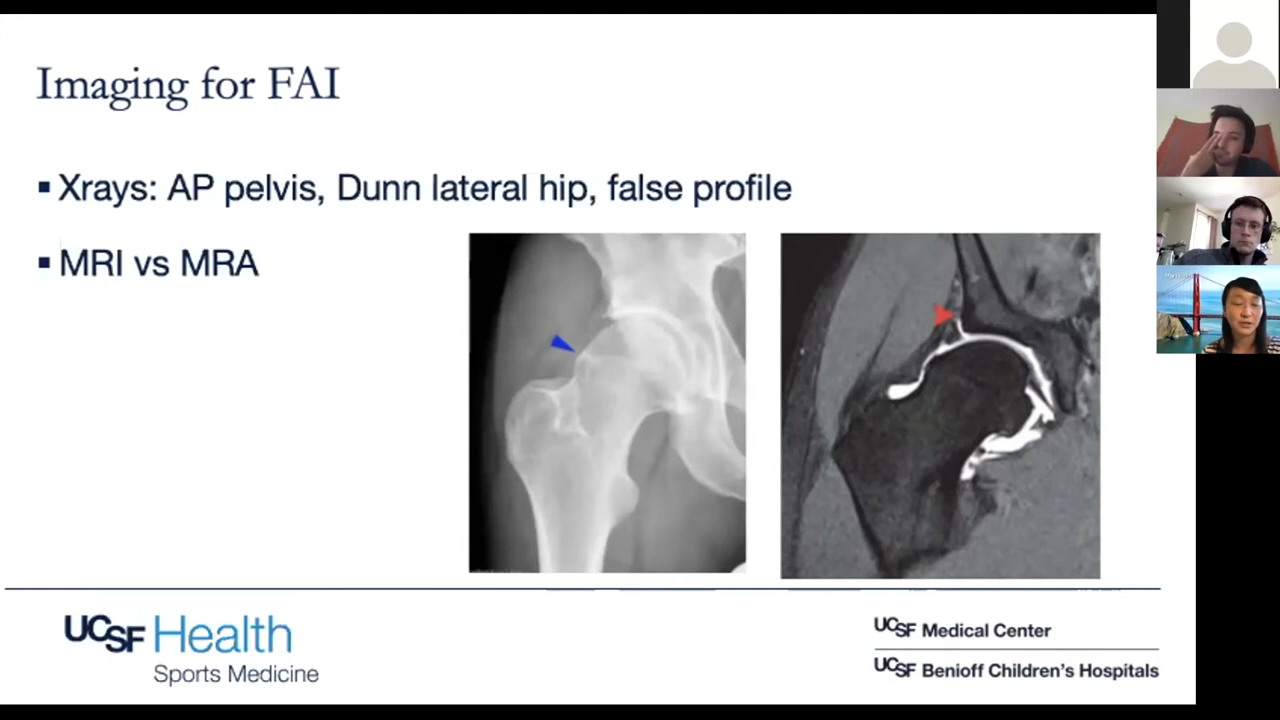 Imaging for FAI
▪ Xrays: AP pelvis, Dunn lateral hip, false profile
▪ MRI vs MRA
UCSF Health
Sports Medicine
UCSF Medical Center
UCSF Benioff Children's Hospitals